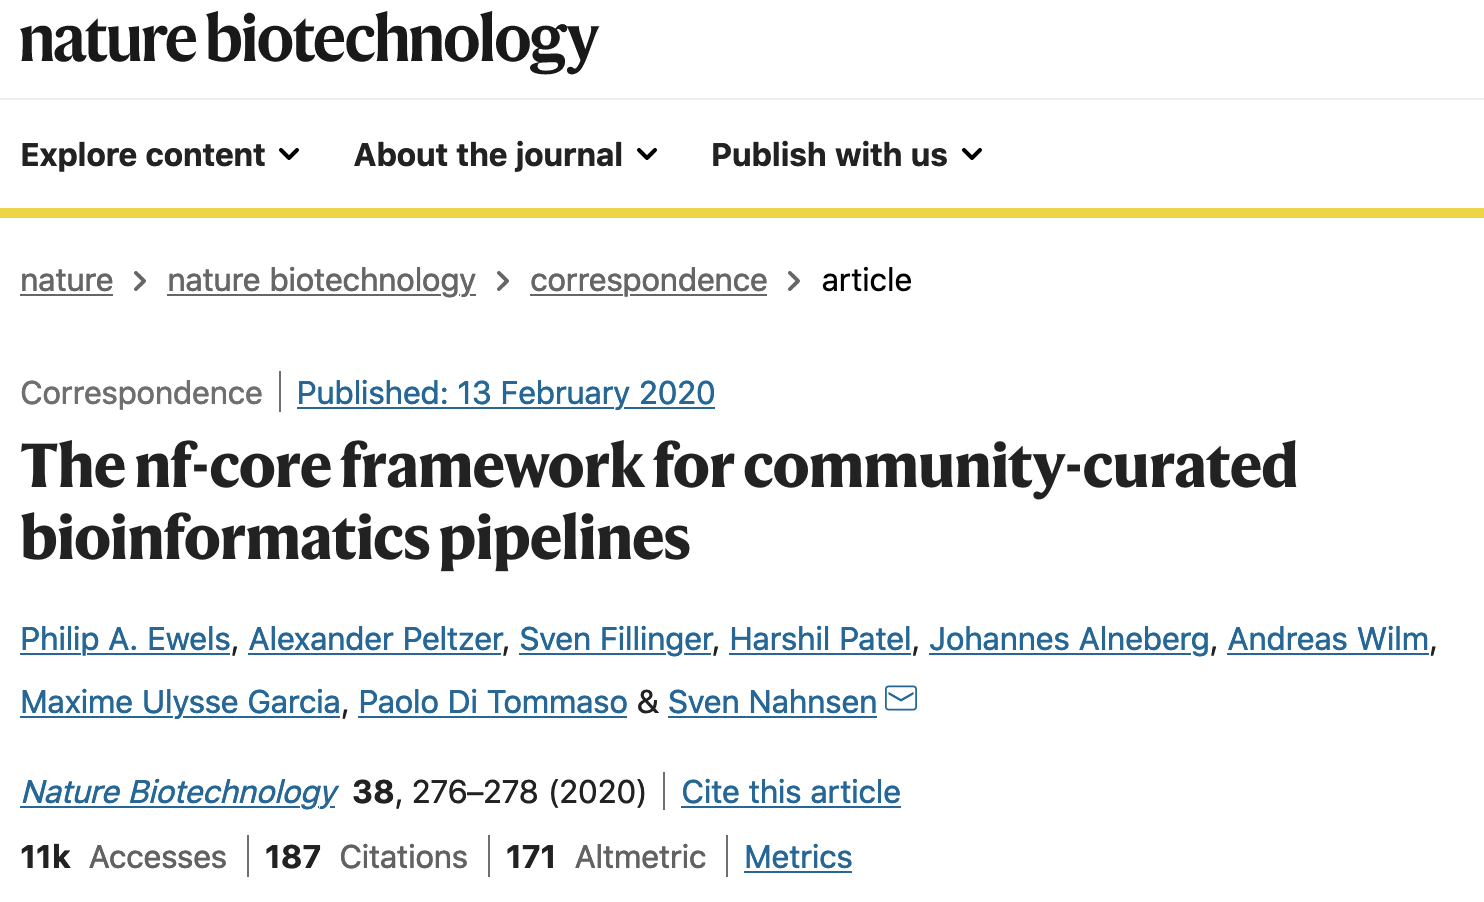 nature biotechnology
Explore content About the journal Publish with us
nature > nature biotechnology > correspondence > article
Correspondence | Published: 13 February 2020
The nf-core framework for community-curated
bioinformatics pipelines
Philip A. Ewels, Alexander Peltzer, Sven Fillinger, Harshil Patel, Johannes Alneberg, Andreas Wilm,
Maxime Ulysse Garcia, Paolo Di Tommaso & Sven Nahnsen
Nature Biotechnology 38, 276–278 (2020) | Cite this article
11k Accesses | 187 Citations | 171 Altmetric | Metrics